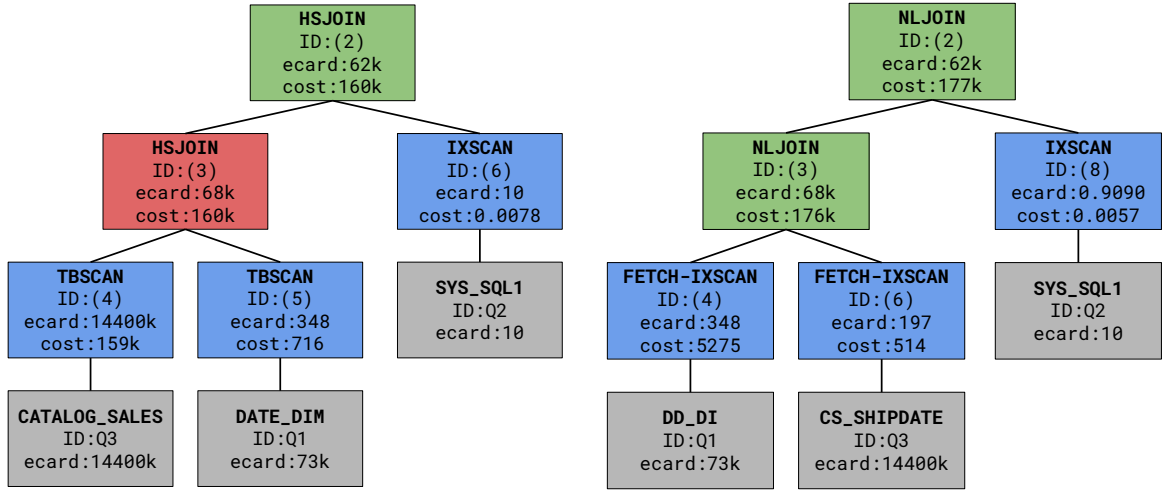 HSJOIN
ID:(2)
ecard:62k
cost:160k
HSJOIN
ID:(3)
ecard:68k
cost:160k
IXSCAN
ID:(6)
ecard:10
cost:0.0078
TBSCAN
ID:(4)
ecard:14400k
cost:159k
TBSCAN
ID:(5)
ecard:348
cost:716
SYS_SQL1
ID:Q2
ecard:10
CATALOG_SALES
ID:Q3
ecard:14400k
DATE_DIM
ID:Q1
ecard:73k
NLJOIN
ID:(2)
ecard:62k
cost:177k
NLJOIN
ID:(3)
ecard:68k
cost:176k
IXSCAN
ID:(8)
ecard:0.9090
cost:0.0057
FETCH-IXSCAN
ID:(4)
ecard:348
cost:5275
FETCH-IXSCAN
ID:(6)
ecard:197
cost:514
SYS_SQL1
ID:Q2
ecard:10
DD_DI
ID:Q1
ecard:73k
CS_SHIPDATE
ID:Q3
ecard:14400k